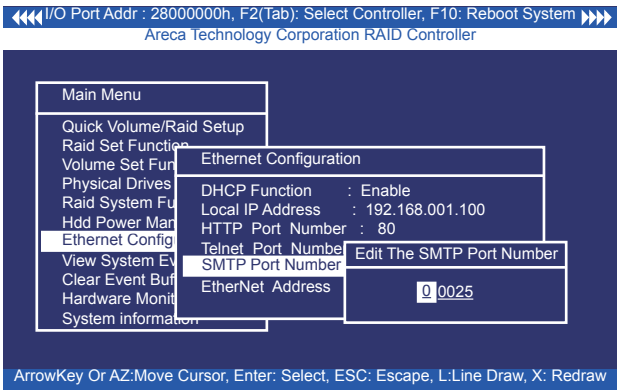 I/O Port Addr : 28000000h, F2(Tab): Select Controller, F10: Reboot System
Areca Technology Corporation RAID Controller
Main Menu
Quick Volume/Raid Setup
Raid Set Function
Volume Set Fun
Physical Drives
Raid System Fu
Hdd Power Man
Ethernet Config
View System Ev
Clear Event Buf
Hardware Monit
System information
Ethernet Configuration
DHCP Function : Enable
Local IP Address : 192.168.001.100
HTTP Port Number : 80
Telnet Port Numbe
SMTP Port Number
EtherNet Address
Edit The SMTP Port Number
0 0025
ArrowKey Or AZ:Move Cursor, Enter: Select, ESC: Escape, L:Line Draw, X: Redraw